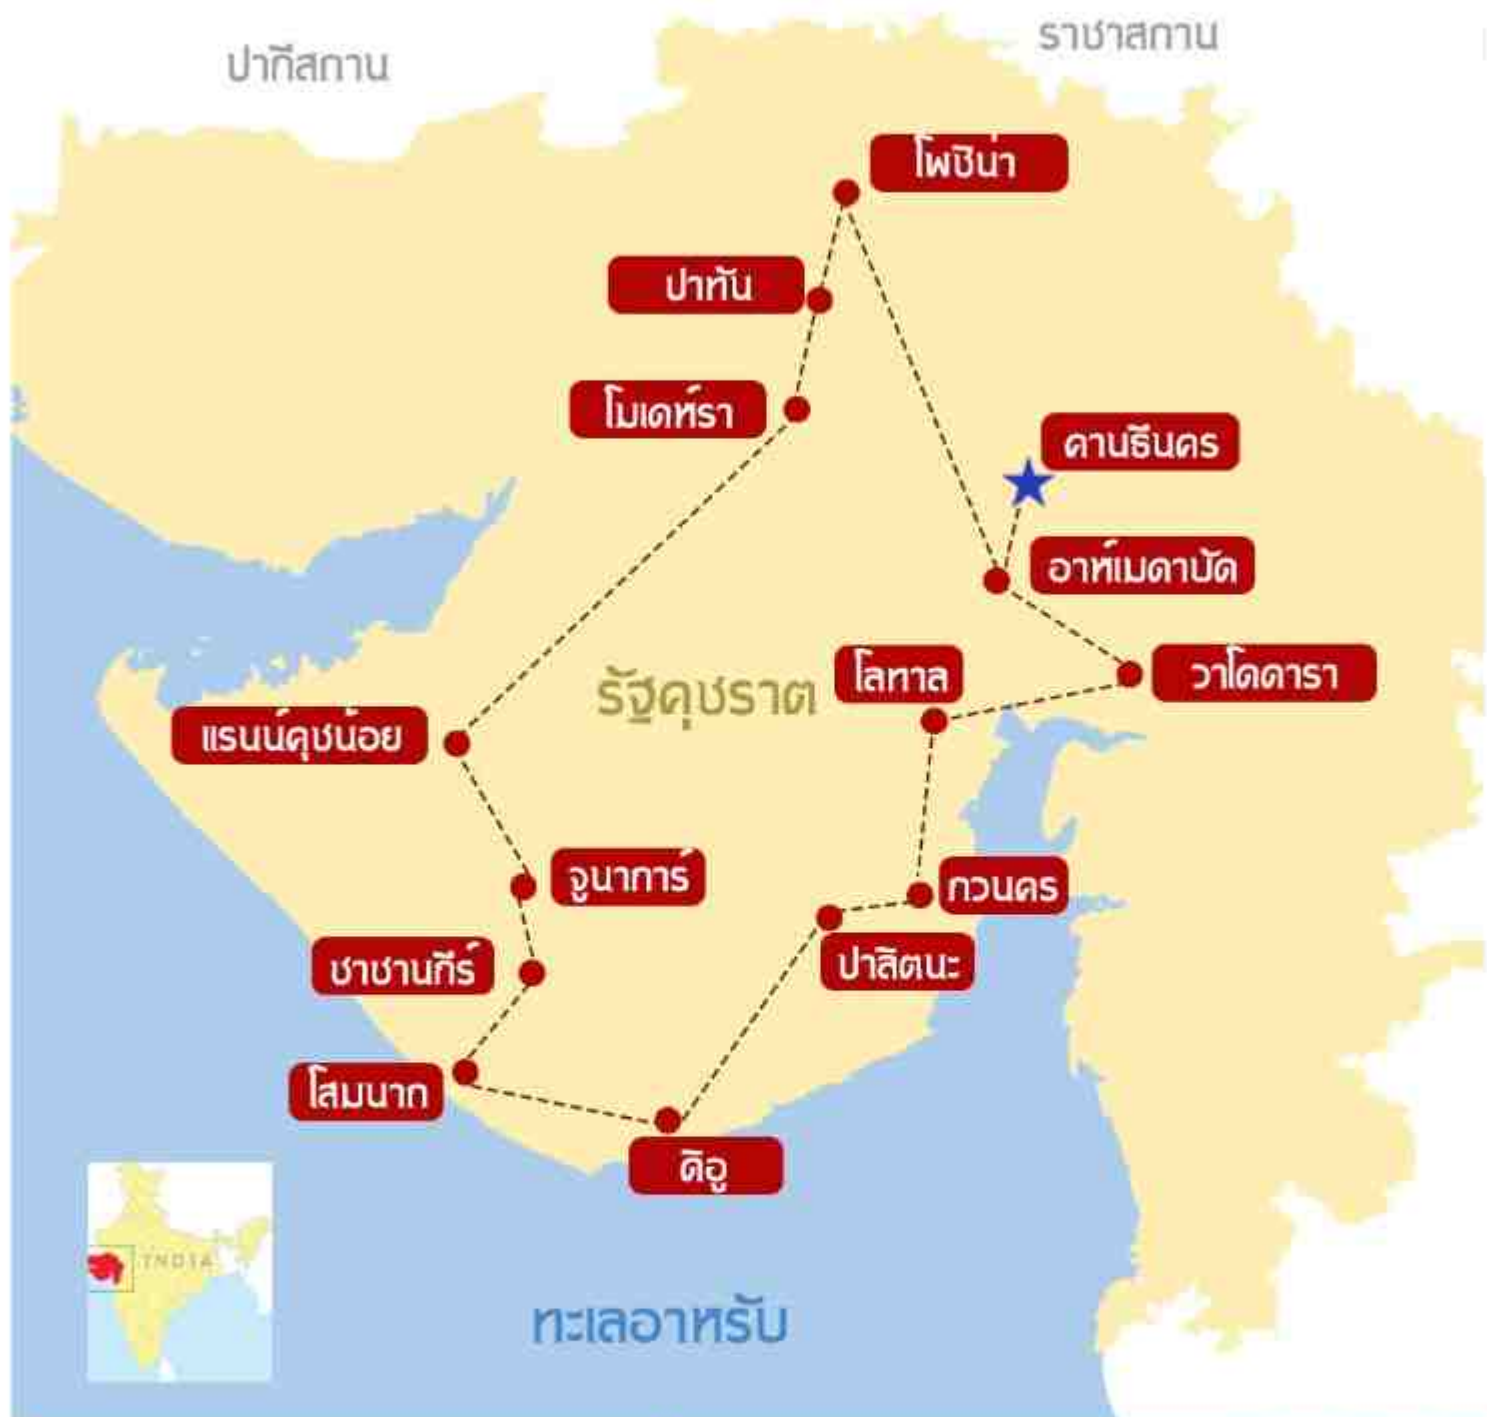 ราชาสถาน
ปากีสถาน
โพชิน่า
ปาทัน
โมเดห์รา
คานธีนคร
อาห์เมดาบัด
โลทาล
วาโดดารา
รัฐคุชราต
แรนน์คุชน้อย
จูนาการ์
กวนคร
ปาลิตนะ
ซาซานกีร์
โสมนาถ
ดิอู
INDIA
ทะเลอาหรับ